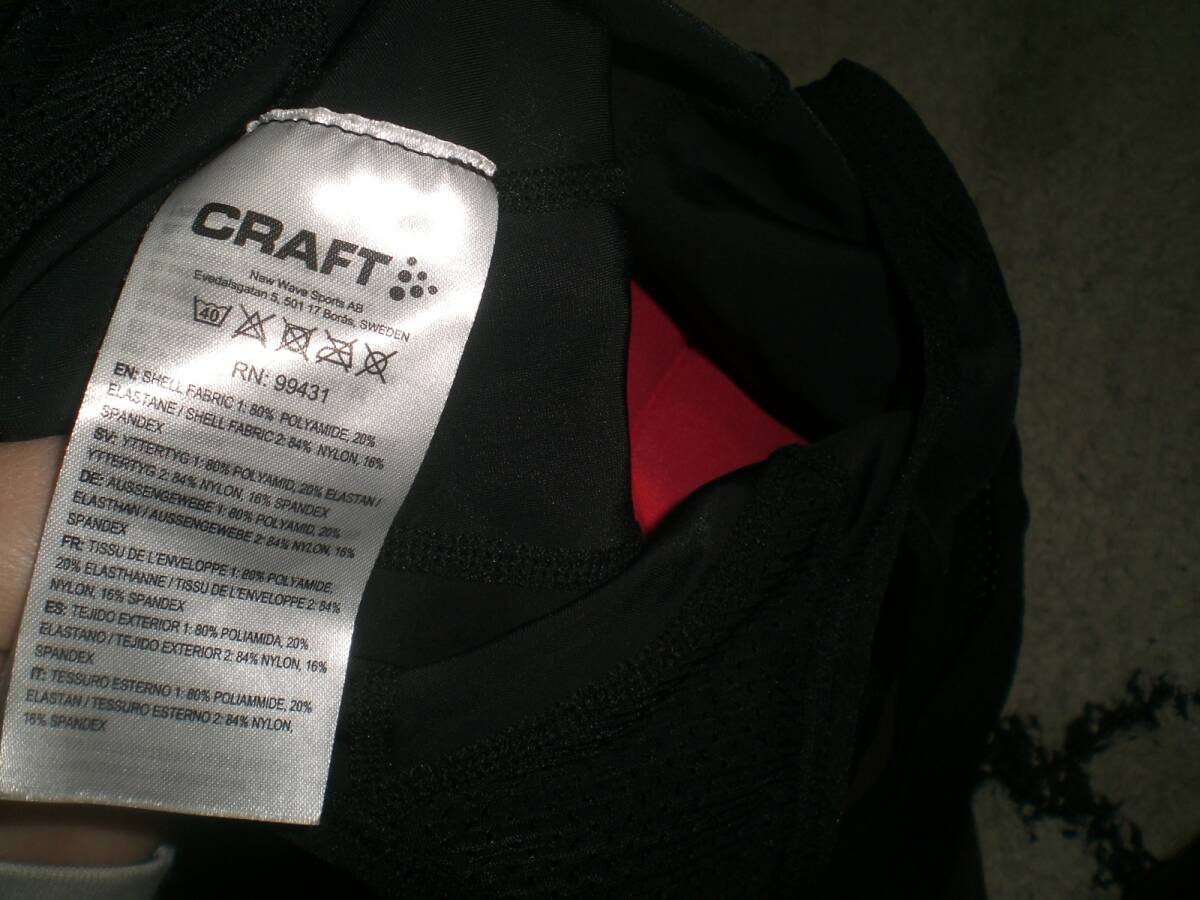 CRAFT
New Wave Sports AB
Evedalsgatan 5, 501 17 Borås, SWEDEN
40
RN: 99431
EN: SHELL FABRIC 1: 80% POLYAMIDE, 20%
ELASTANE / SHELL FABRIC 2: 84% NYLON, 16%
SPANDEX
SV: YTTERTYG 1: 80% POLYAMID, 20% ELASTAN /
YTTERTYG 2: 84% NYLON, 16% SPANDEX
DE: AUSSENGEWEBE 1: 80% POLYAMID, 20%
ELASTHAN / AUSSENGEWEBE 2: 84% NYLON, 16%
SPANDEX
FR: TISSU DE L'ENVELOPPE 1: 80% POLYAMIDE,
20% ELASTHANNE / TISSU DE L'ENVELOPPE 2: 84%
NYLON, 16% SPANDEX
ES: TEJIDO EXTERIOR 1: 80% POLIAMIDA, 20%
ELASTANO / TEJIDO EXTERIOR 2: 84% NYLON, 16%
SPANDEX
IT: TESSURO ESTERNO 1: 80% POLIAMMIDE, 20%
ELASTAN / TESSURO ESTERNO 2: 84% NYLON,
16% SPANDEX